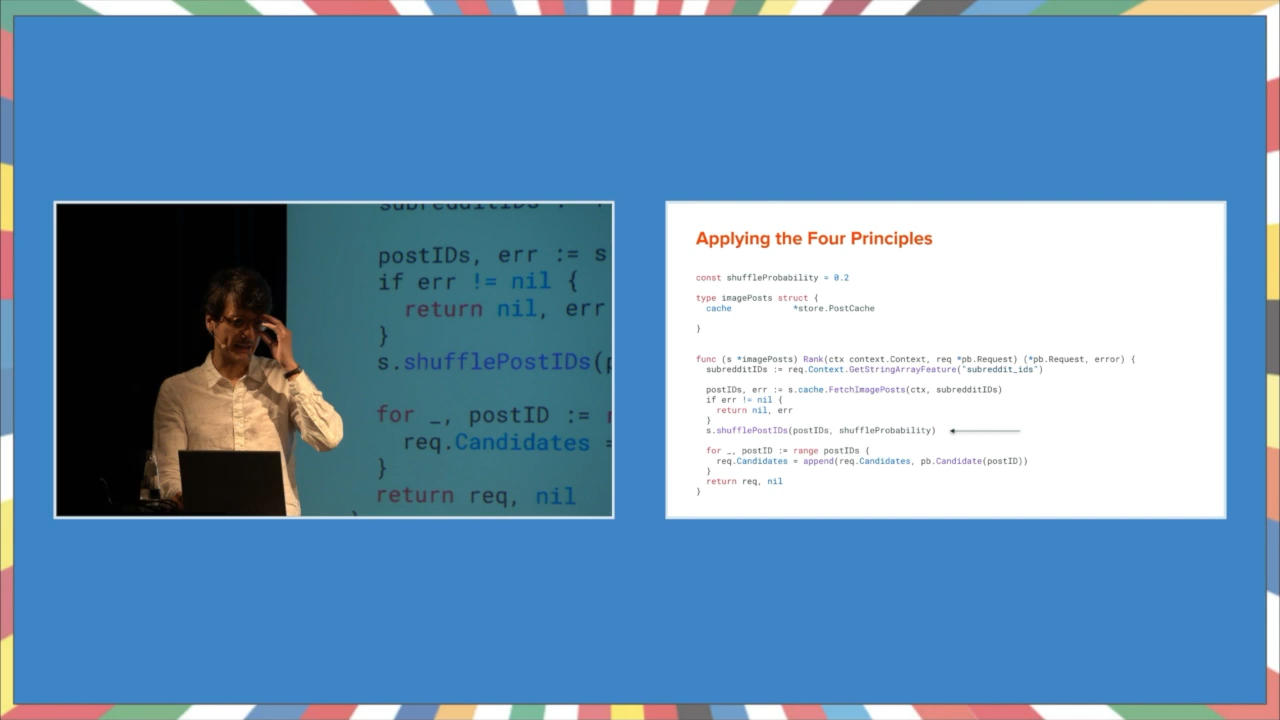 subredditIDs :
postIDs, err := s
if err != nil {
return nil, err
}
s.shufflePostIDs(p
for _, postID := r
req.Candidates =
}
return req, nil
Applying the Four Principles
const shuffleProbability = 0.2
type imagePosts struct {
cache *store.PostCache
}
func (s *imagePosts) Rank(ctx context.Context, req *pb.Request) (*pb.Request, error) {
subredditIDs := req.Context.GetStringArrayFeature("subreddit_ids")
postIDs, err := s.cache.FetchImagePosts(ctx, subredditIDs)
if err != nil {
return nil, err
}
s.shufflePostIDs(postIDs, shuffleProbability)
for _, postID := range postIDs {
req.Candidates = append(req.Candidates, pb.Candidate(postID))
}
return req, nil
}